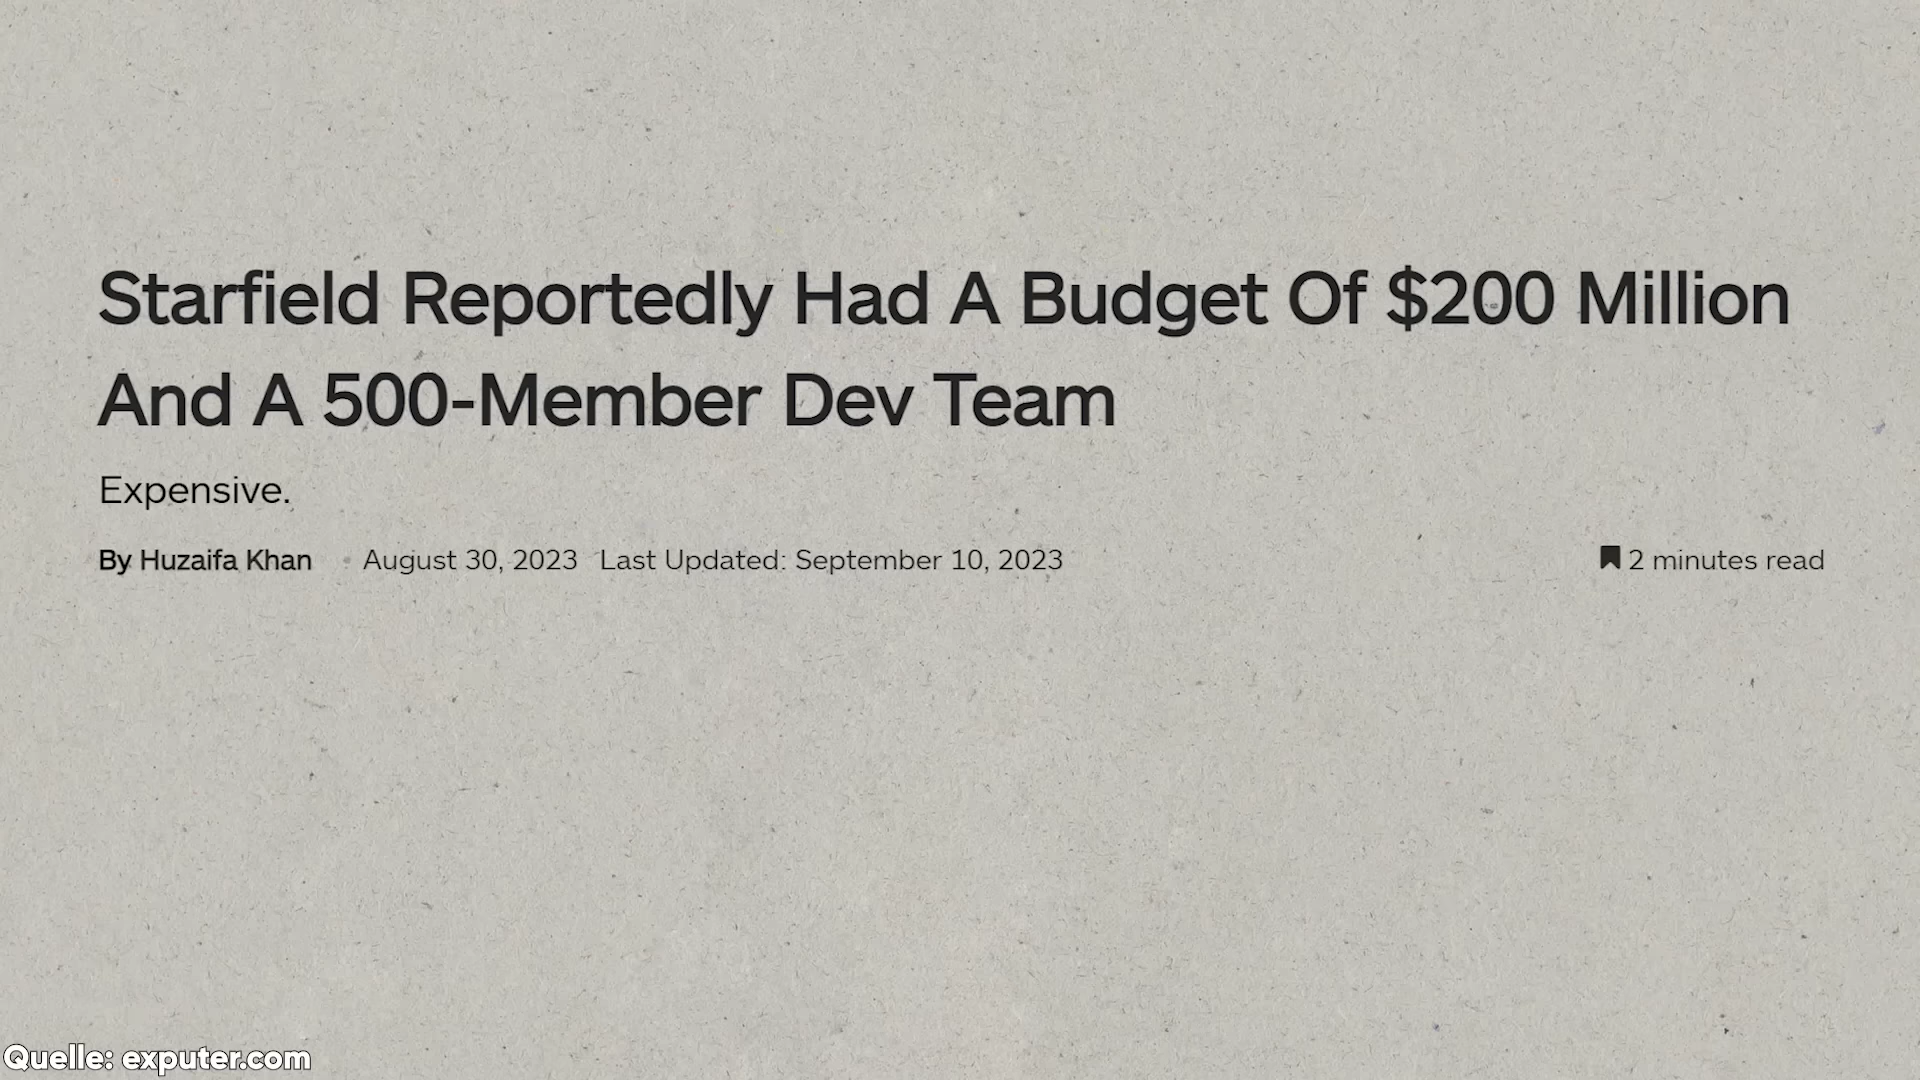 Starfield Reportedly Had A Budget Of $200 Million
And A 500-Member Dev Team
Expensive.
By Huzaifa Khan August 30, 2023 Last Updated: September 10, 2023 2 minutes read
Quelle: exputer.com